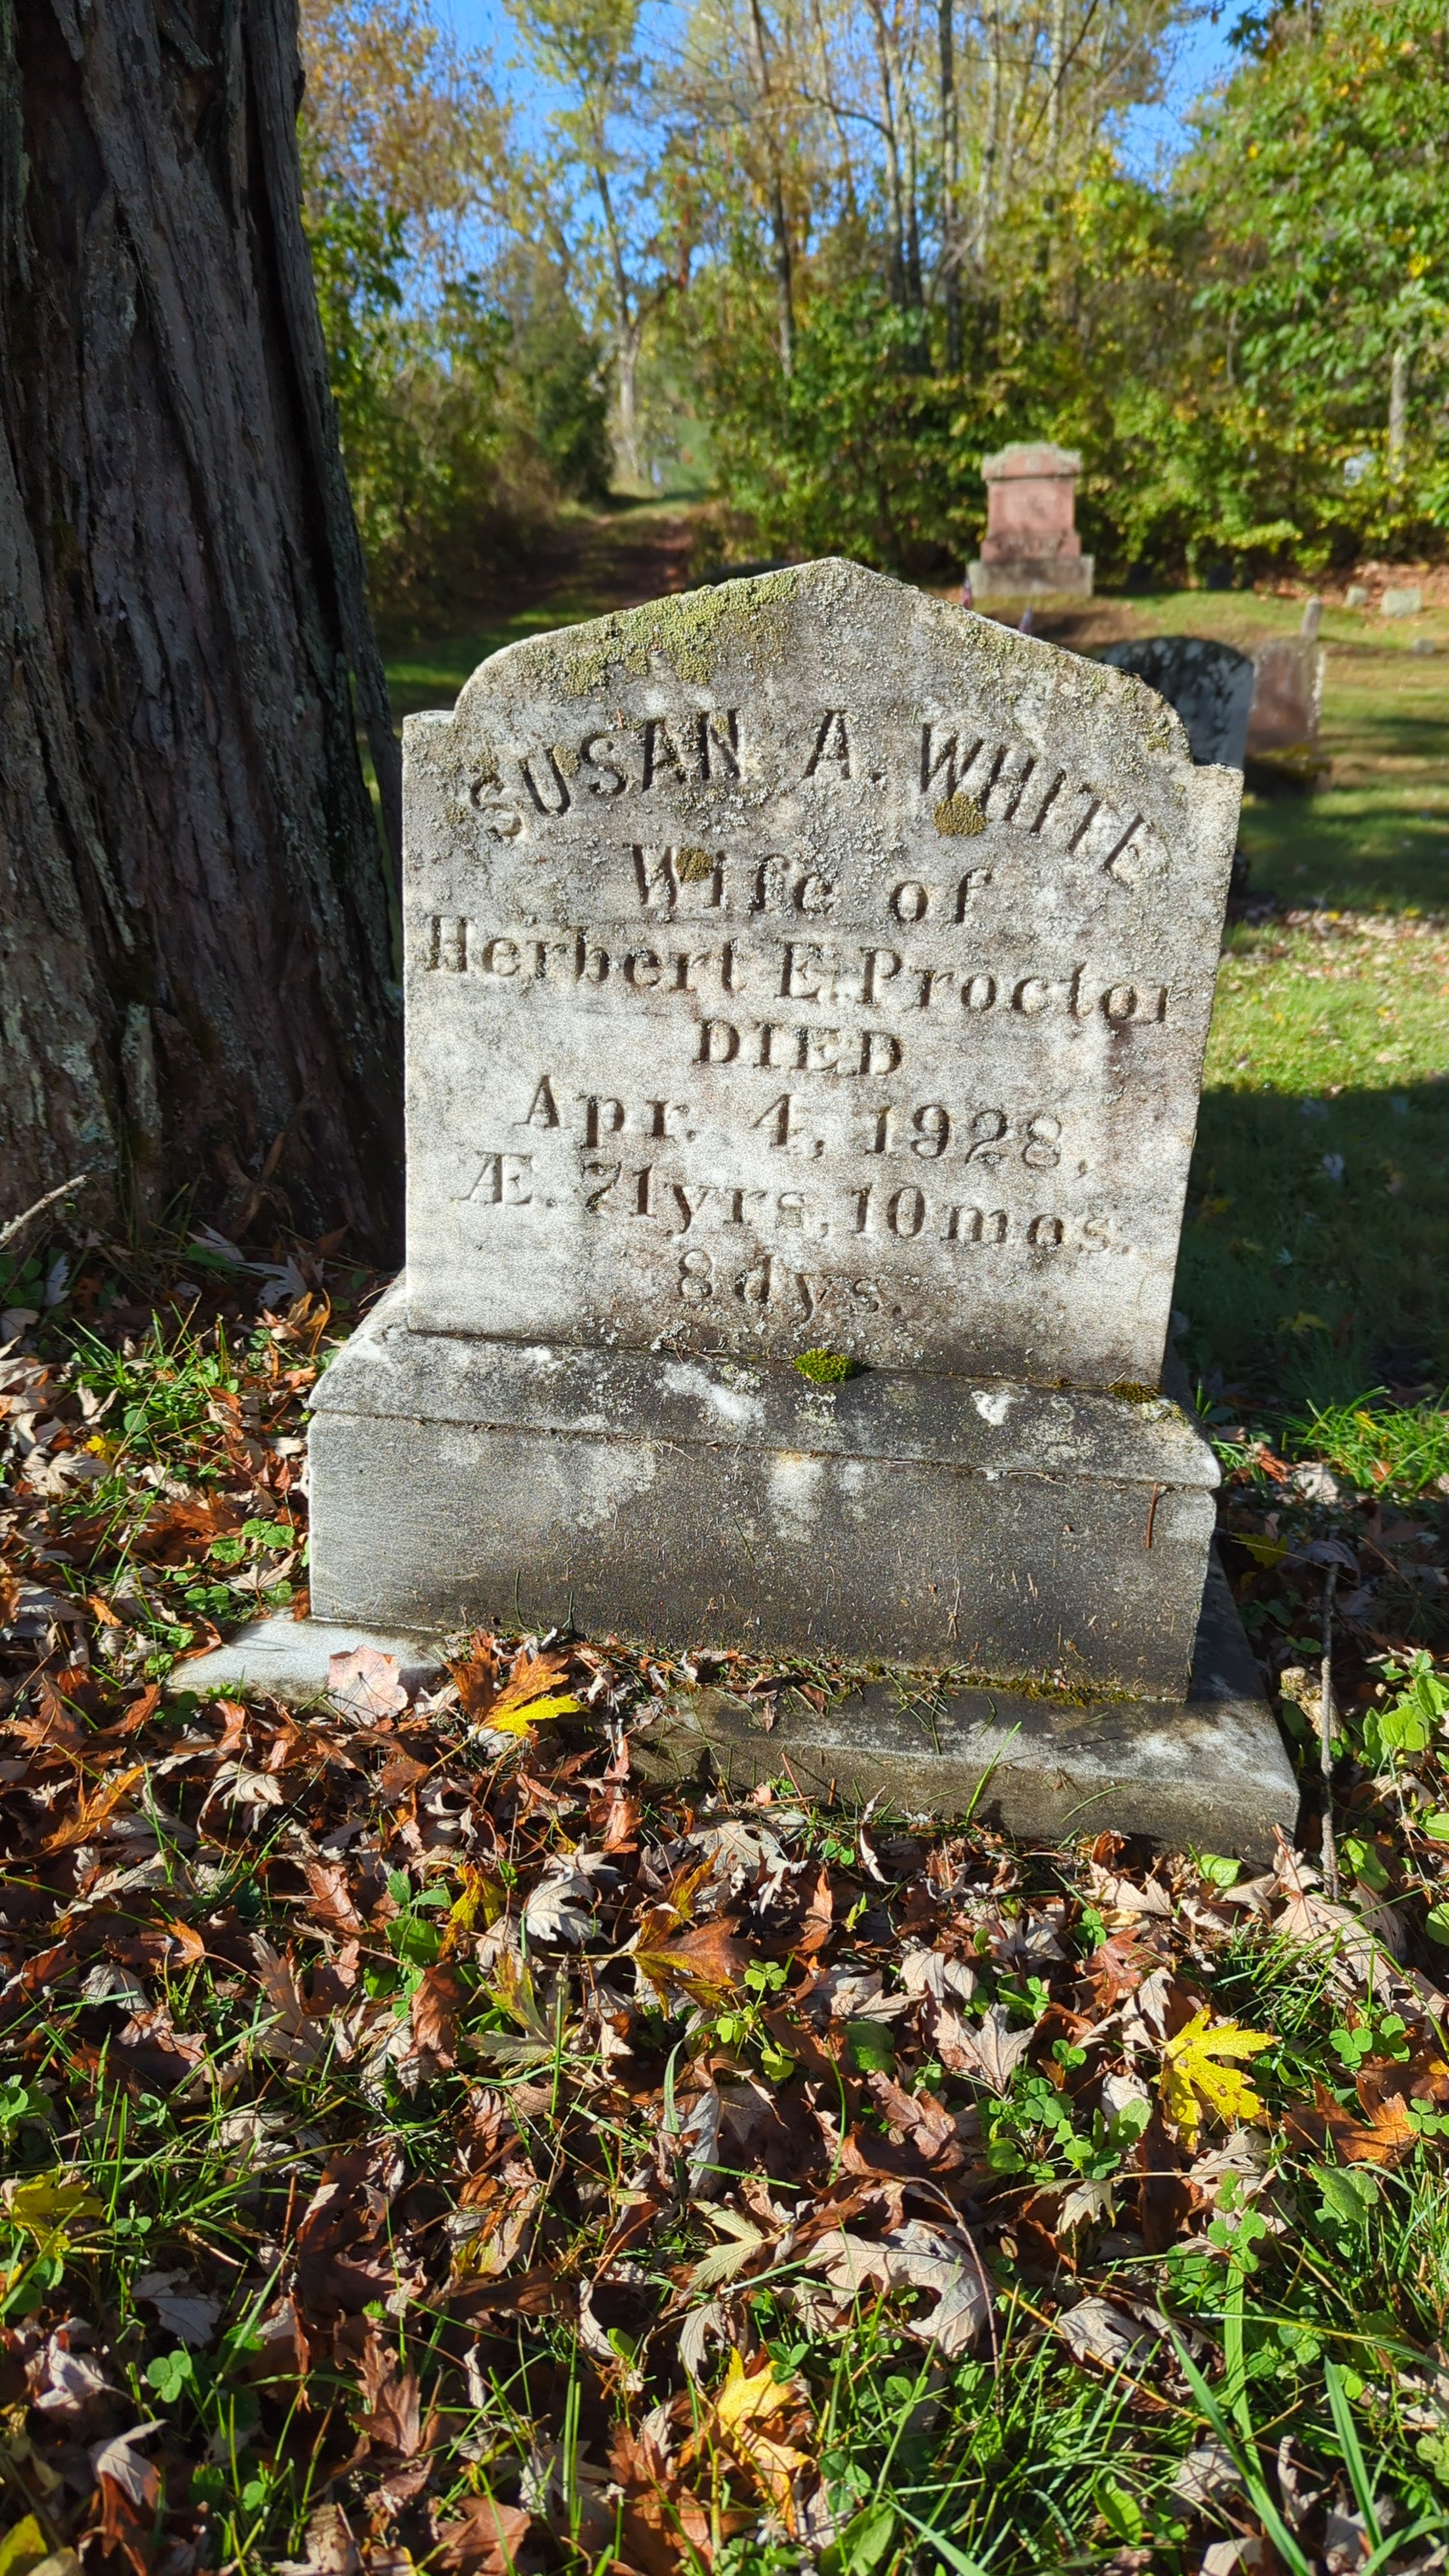 SUSAN A. WHITE
Wife of
Herbert E. Proctor
DIED
Apr. 4, 1928,
Æ. 71yrs, 10mos.
8dys.